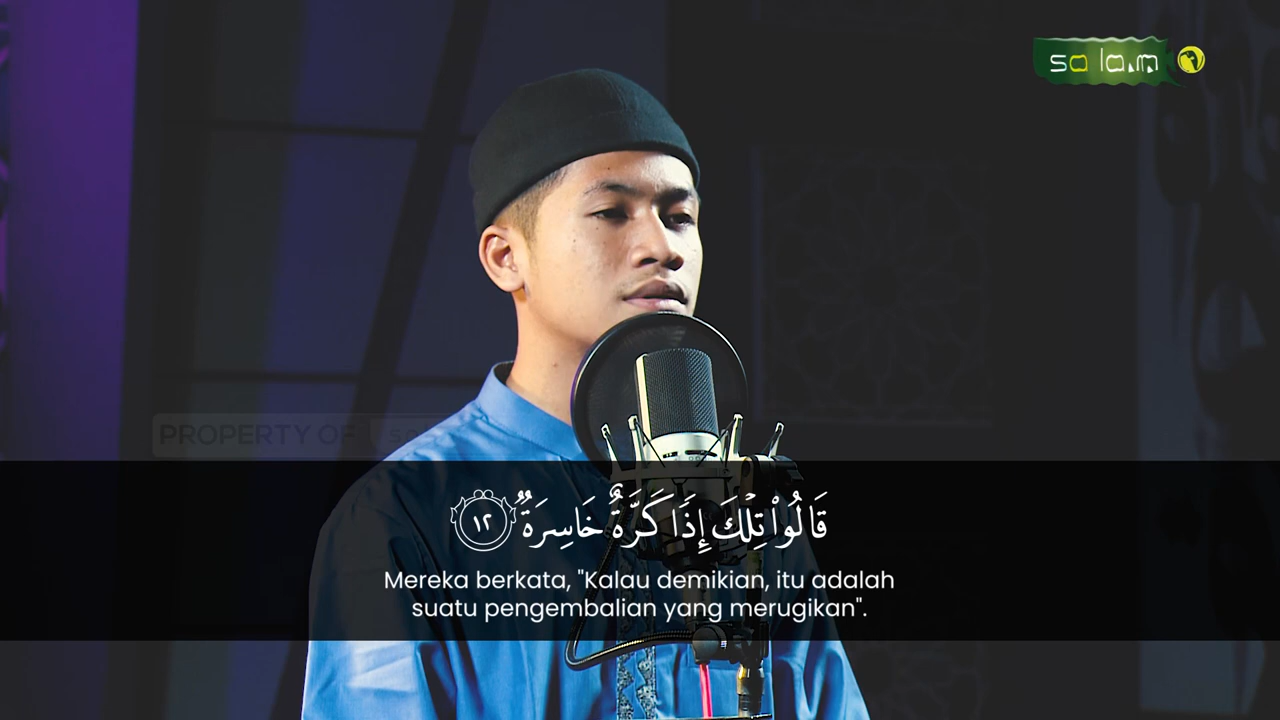 salam
PROPERTY OF
قَالُوا۟ تِلْكَ إِذًا كَرَّةٌ خَاسِرَةٌ ١٢
Mereka berkata, "Kalau demikian, itu adalah
suatu pengembalian yang merugikan".